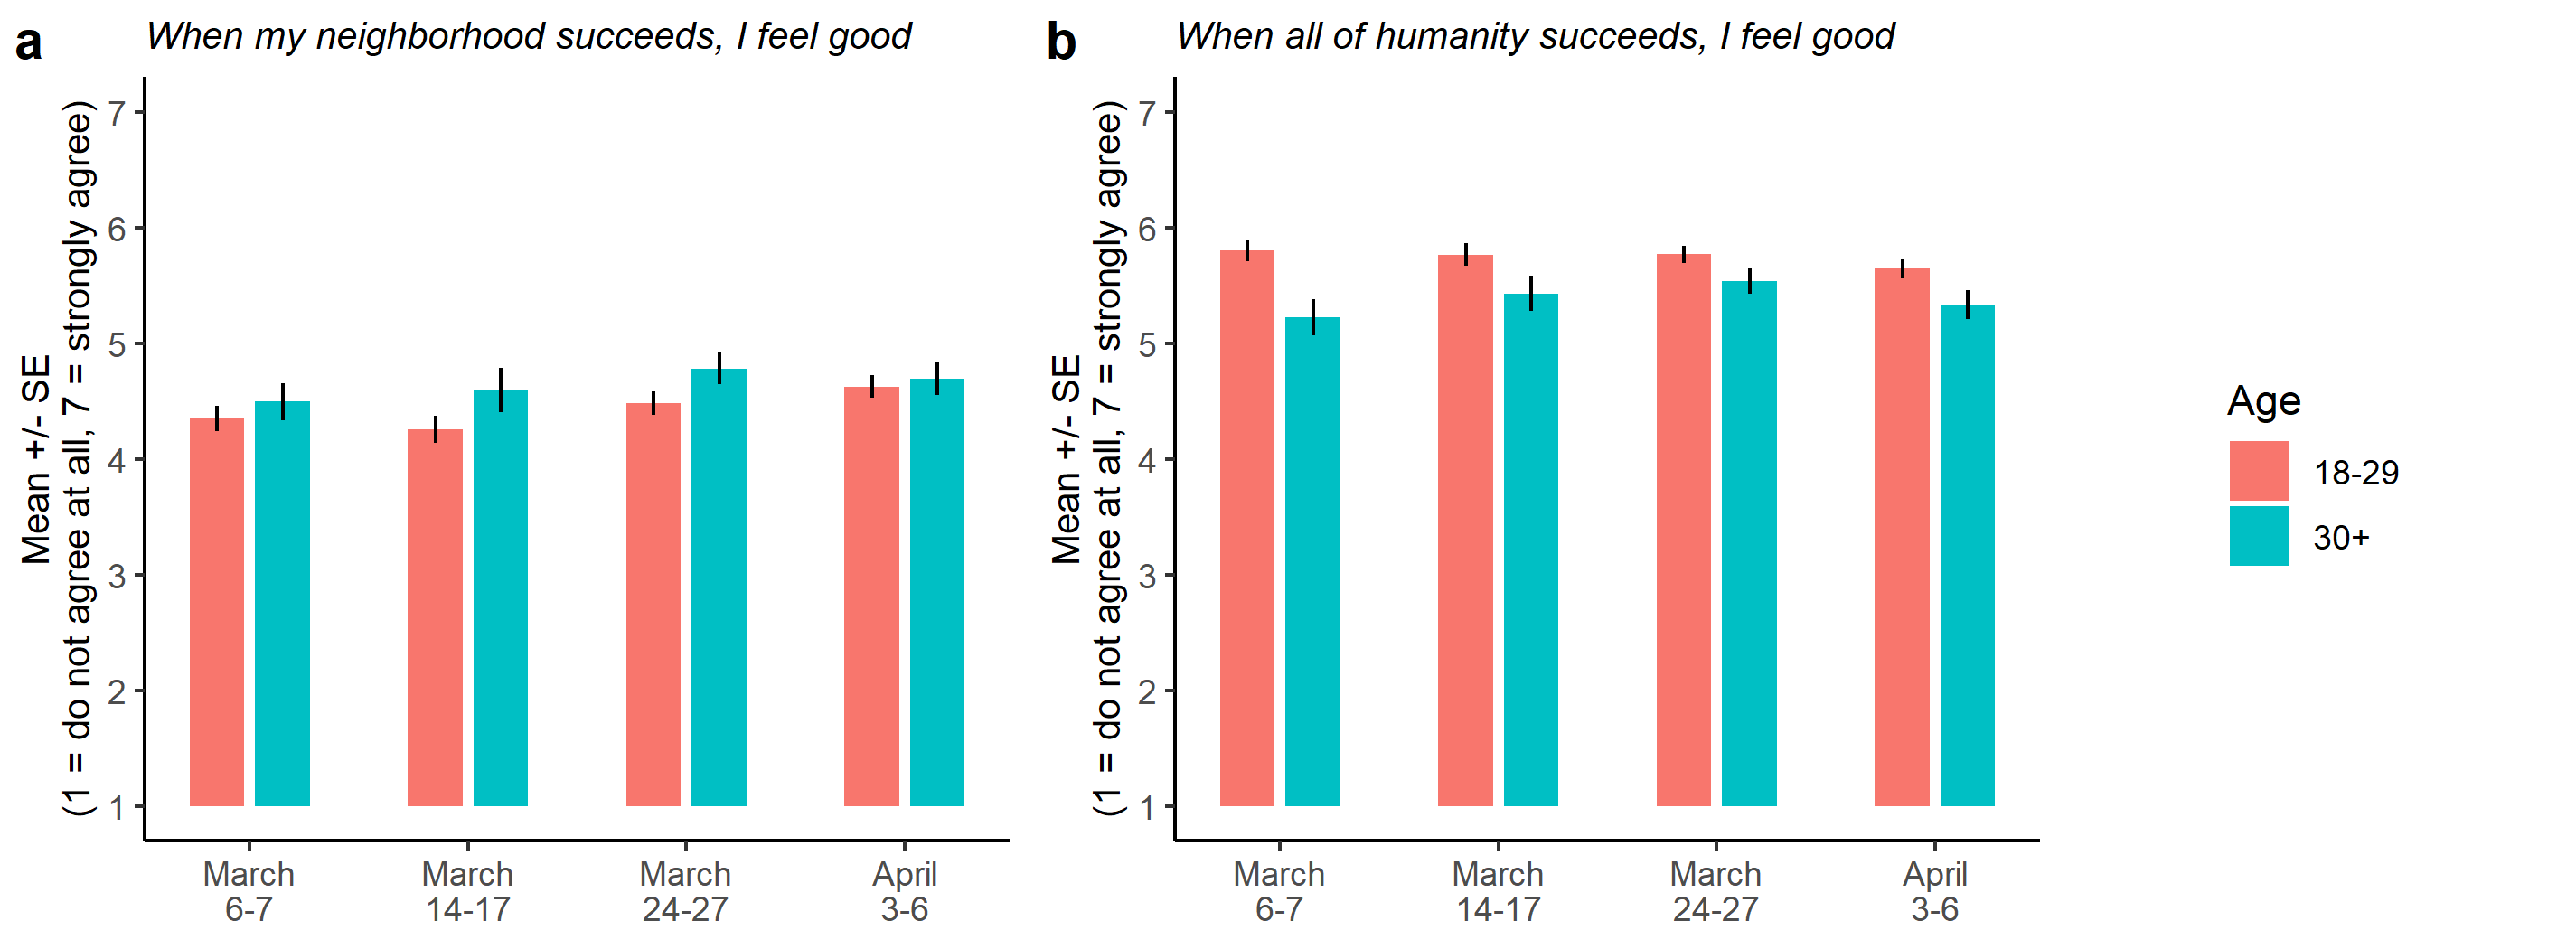 a
When my neighborhood succeeds, I feel good
Mean +/- SE
(1 = do not agree at all, 7 = strongly agree)
7
6
5
4
3
2
1
March
6-7
March
14-17
March
24-27
April
3-6
b
When all of humanity succeeds, I feel good
Mean +/- SE
(1 = do not agree at all, 7 = strongly agree)
7
6
5
4
3
2
1
March
6-7
March
14-17
March
24-27
April
3-6
Age
18-29
30+